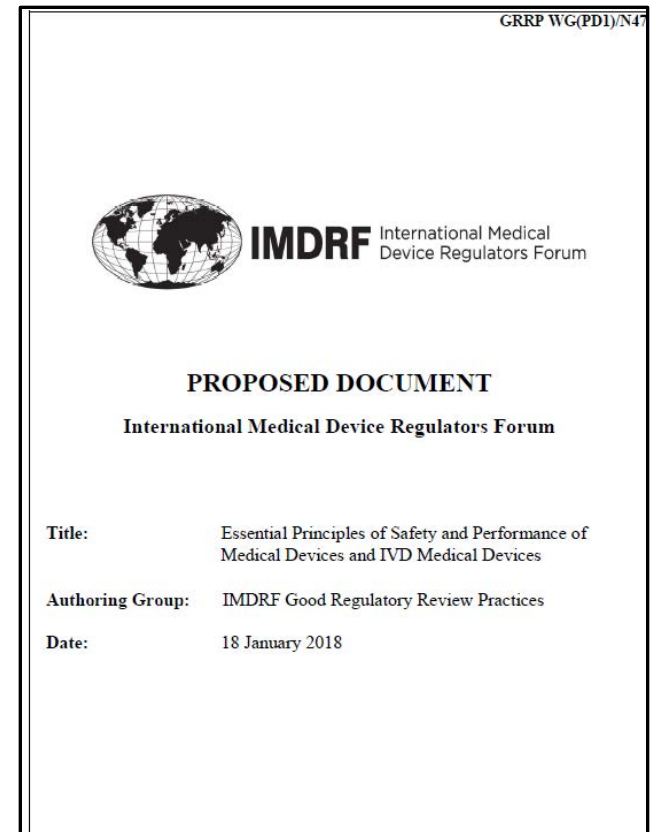 GRRP WG(PD1)/N47
IMDRF International Medical
Device Regulators Forum
PROPOSED DOCUMENT
International Medical Device Regulators Forum
Title: Essential Principles of Safety and Performance of
Medical Devices and IVD Medical Devices
Authoring Group: IMDRF Good Regulatory Review Practices
Date: 18 January 2018